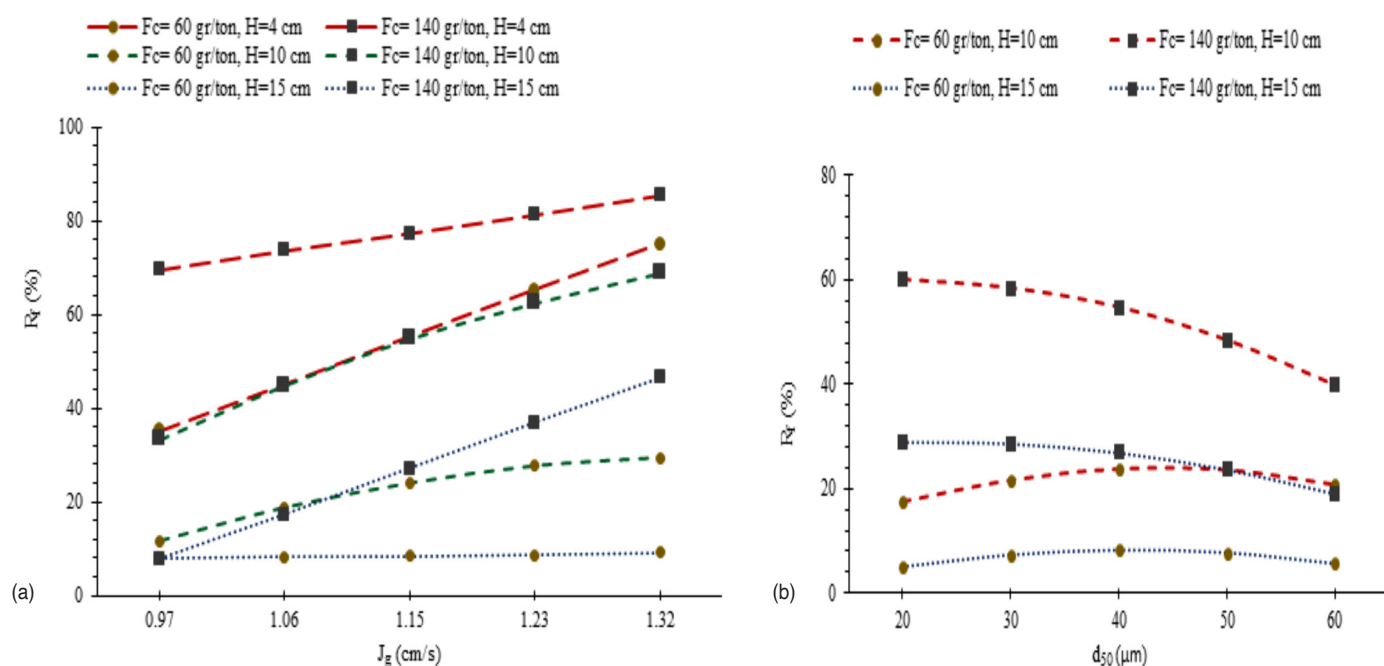 Fc= 60 gr/ton, H=4 cm Fc= 140 gr/ton, H=4 cm
Fc= 60 gr/ton, H=10 cm Fc= 140 gr/ton, H=10 cm
Fc= 60 gr/ton, H=15 cm Fc= 140 gr/ton, H=15 cm
100
80
60
40
20
0
Rf (%)
0.97 1.06 1.15 1.23 1.32
Jg (cm/s)
(a)
Fc= 60 gr/ton, H=10 cm Fc= 140 gr/ton, H=10 cm
Fc= 60 gr/ton, H=15 cm Fc= 140 gr/ton, H=15 cm
80
60
40
20
0
Rf (%)
20 30 40 50 60
d50 (µm)
(b)